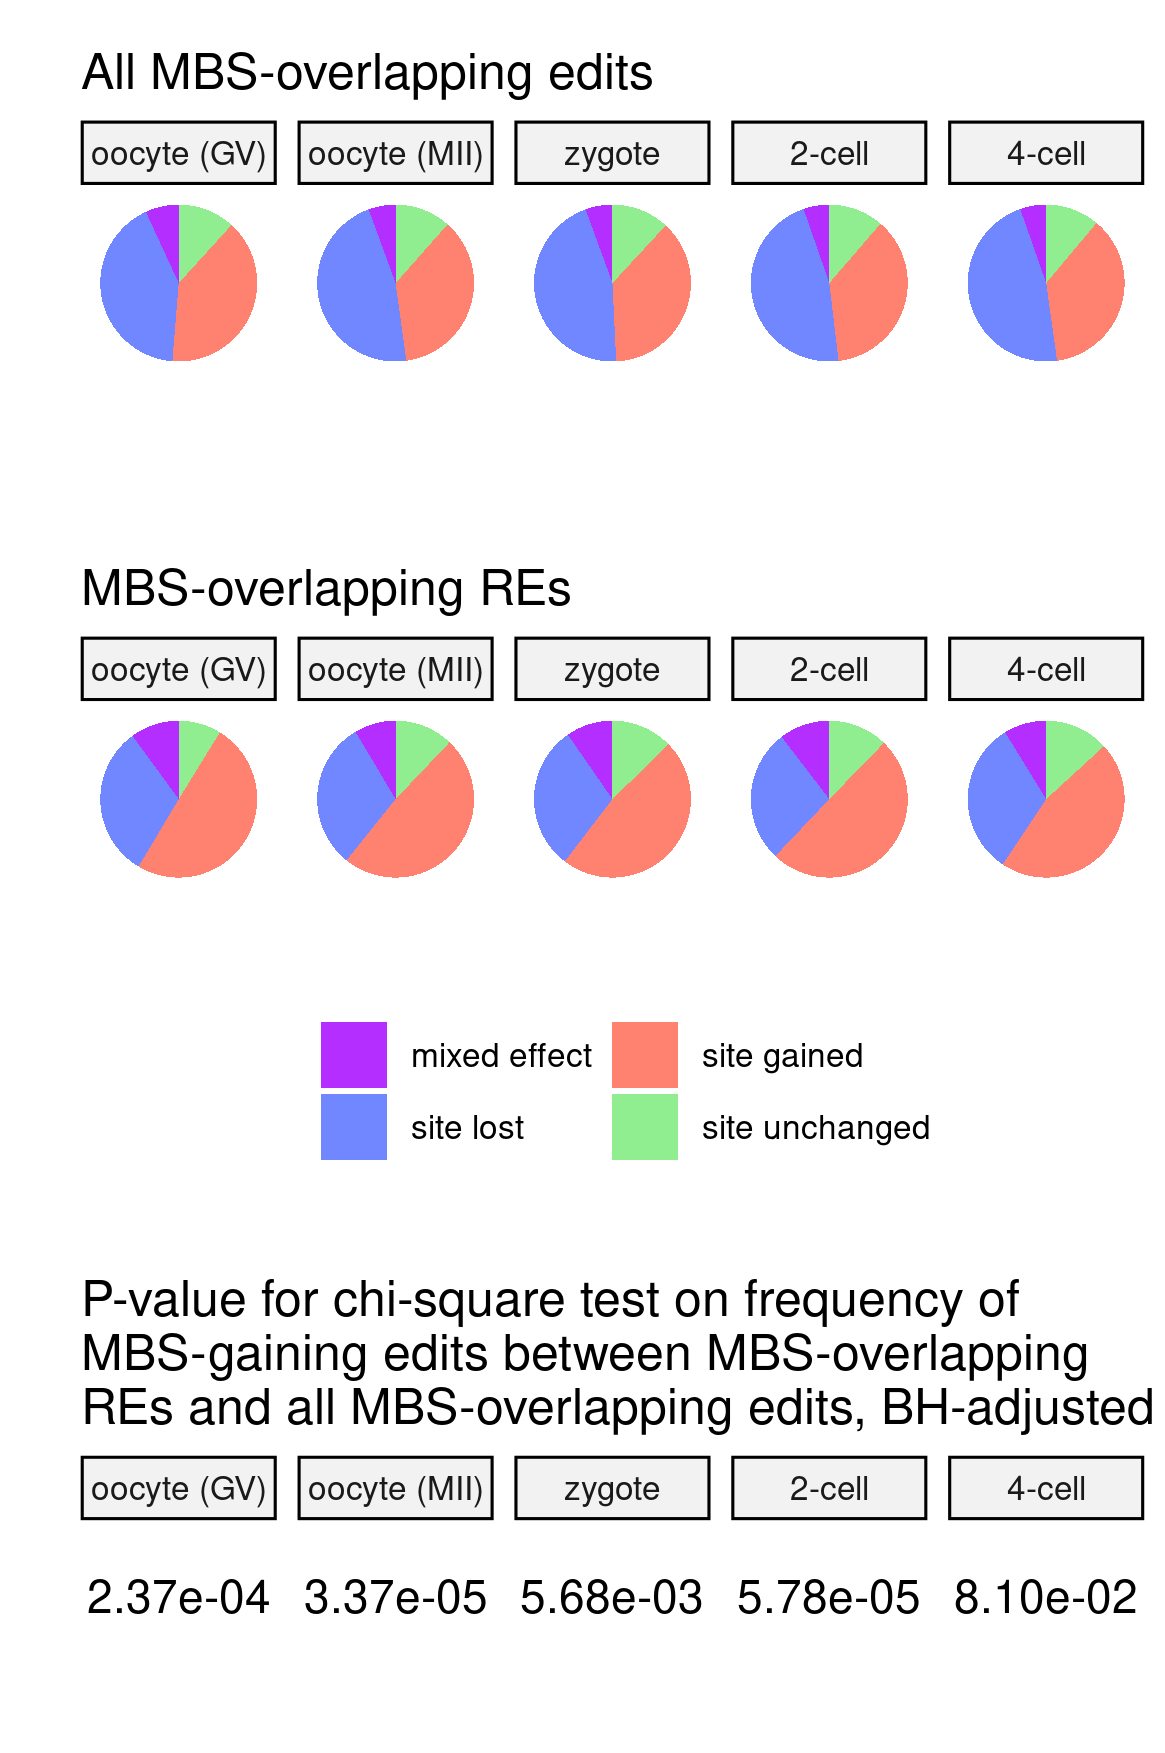 All MBS-overlapping edits
oocyte (GV) oocyte (MII) zygote 2-cell 4-cell
MBS-overlapping REs
oocyte (GV) oocyte (MII) zygote 2-cell 4-cell
mixed effect site gained
site lost site unchanged
P-value for chi-square test on frequency of
MBS-gaining edits between MBS-overlapping
REs and all MBS-overlapping edits, BH-adjusted
oocyte (GV) oocyte (MII) zygote 2-cell 4-cell
2.37e-04 3.37e-05 5.68e-03 5.78e-05 8.10e-02